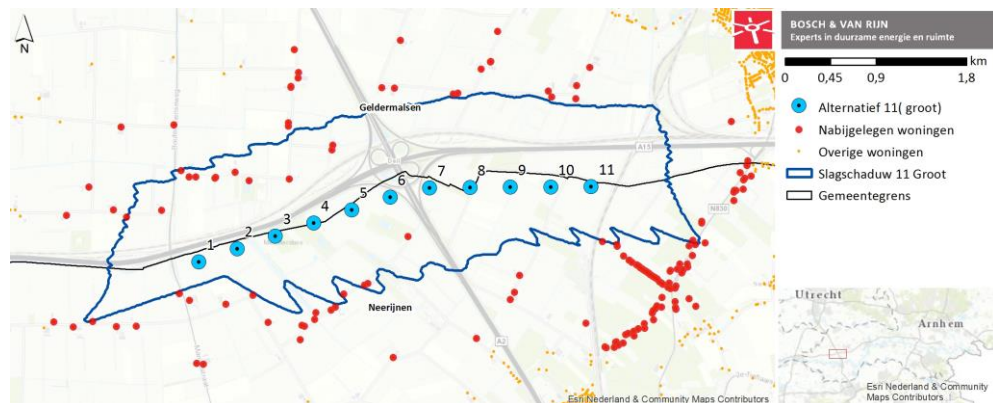 N
Geldermalsen
A15
1
2
3
4
5
6
7
8
9
10
11
N830
Neerijnen
A2
Esri Nederland & Community Maps Contributors
BOSCH & VAN RIJN
Experts in duurzame energie en ruimte
km
0 0,45 0,9 1,8
Alternatief 11( groot)
Nabijgelegen woningen
Overige woningen
Slagschaduw 11 Groot
Gemeentegrens
Utrecht
Arnhem
Esri Nederland & Community
Maps Contributors